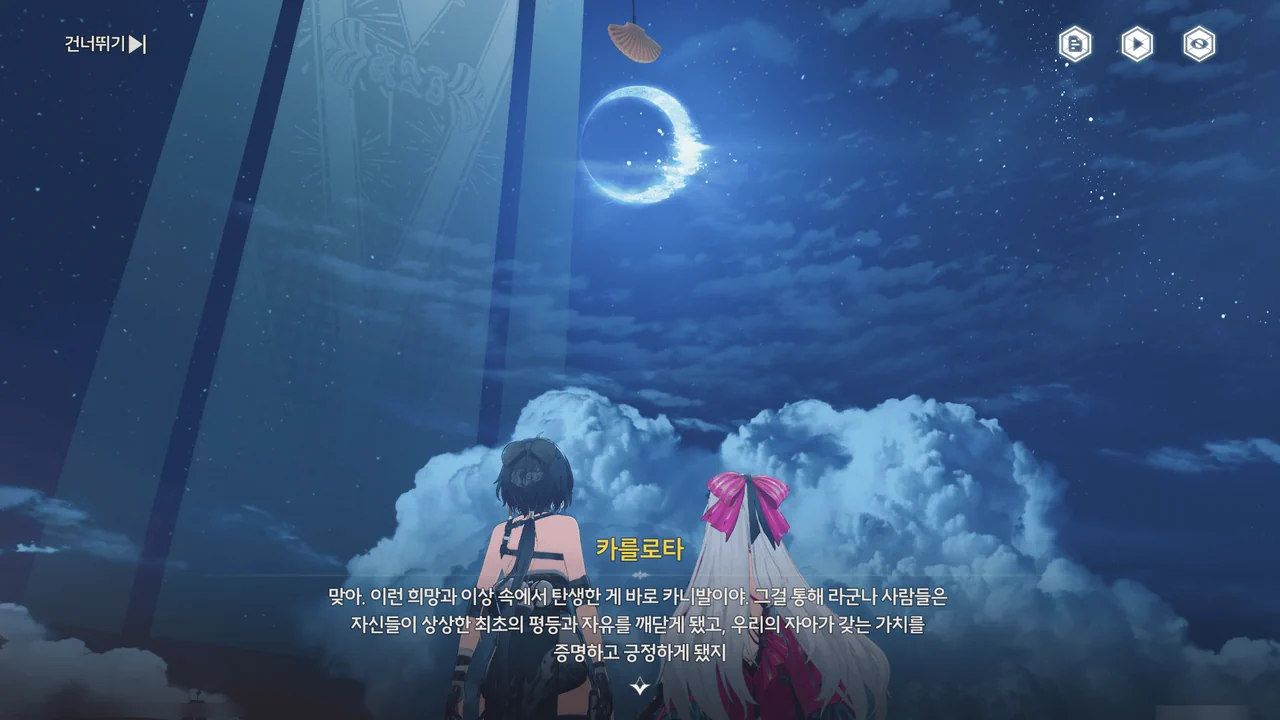 건너뛰기
카를로타
맞아. 이런 희망과 이상 속에서 탄생한 게 바로 카니발이야. 그걸 통해 라군나 사람들은
자신들이 상상한 최초의 평등과 자유를 깨닫게 됐고, 우리의 자아가 갖는 가치를
증명하고 긍정하게 됐지